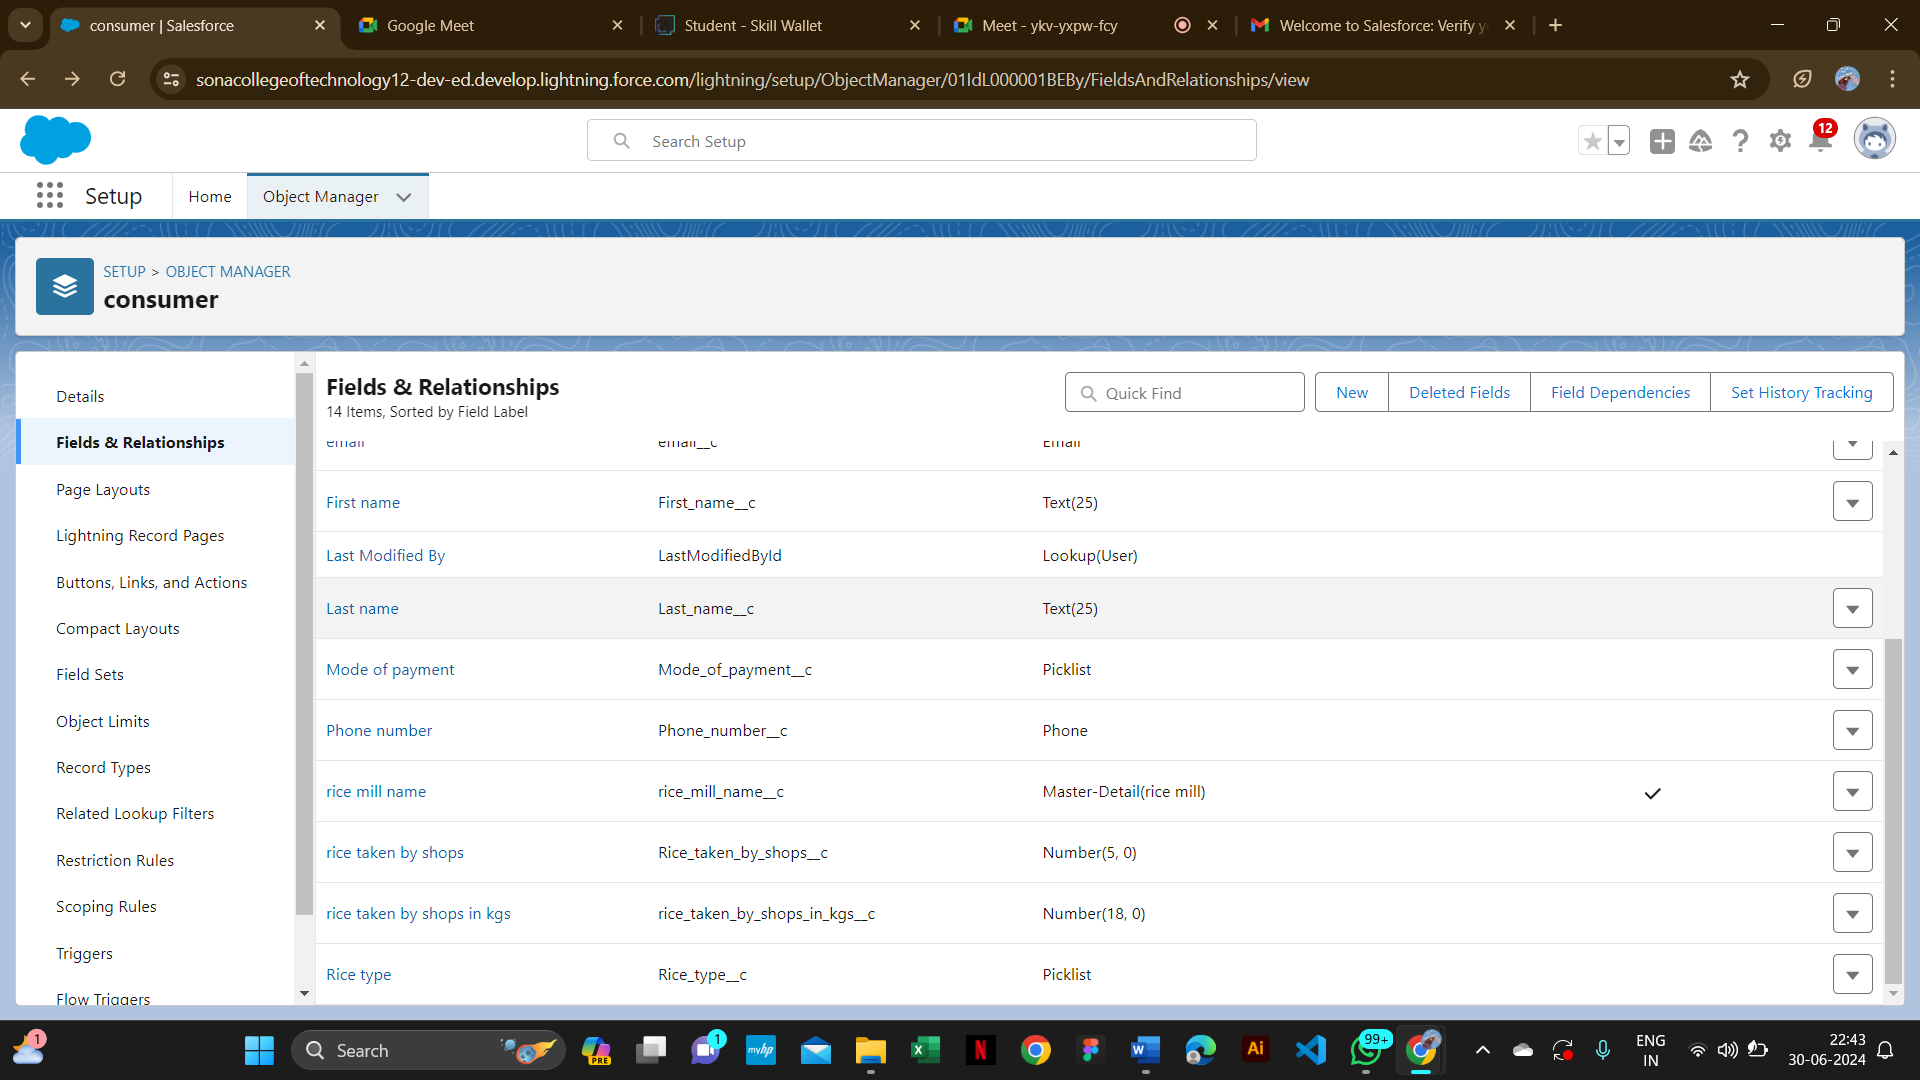 consumer | Salesforce
Google Meet
Student - Skill Wallet
Meet - ykv-yxpw-fcy
Welcome to Salesforce: Verify y
sonacollegeoftechnology12-dev-ed.develop.lightning.force.com/lightning/setup/ObjectManager/01IdL000001BEBy/FieldsAndRelationships/view
Search Setup
12
Setup
Home
Object Manager
SETUP > OBJECT MANAGER
consumer
Details
Fields & Relationships
Page Layouts
Lightning Record Pages
Buttons, Links, and Actions
Compact Layouts
Field Sets
Object Limits
Record Types
Related Lookup Filters
Restriction Rules
Scoping Rules
Triggers
Flow Triggers
Fields & Relationships
14 Items, Sorted by Field Label
Quick Find
New
Deleted Fields
Field Dependencies
Set History Tracking
email email__c Email
First name First_name__c Text(25)
Last Modified By LastModifiedById Lookup(User)
Last name Last_name__c Text(25)
Mode of payment Mode_of_payment__c Picklist
Phone number Phone_number__c Phone
rice mill name rice_mill_name__c Master-Detail(rice mill)
rice taken by shops Rice_taken_by_shops__c Number(5, 0)
rice taken by shops in kgs rice_taken_by_shops_in_kgs__c Number(18, 0)
Rice type Rice_type__c Picklist
1
Search
PRE
1
myhp
X
N
W
Ai
99+
ENG
IN
22:43
30-06-2024